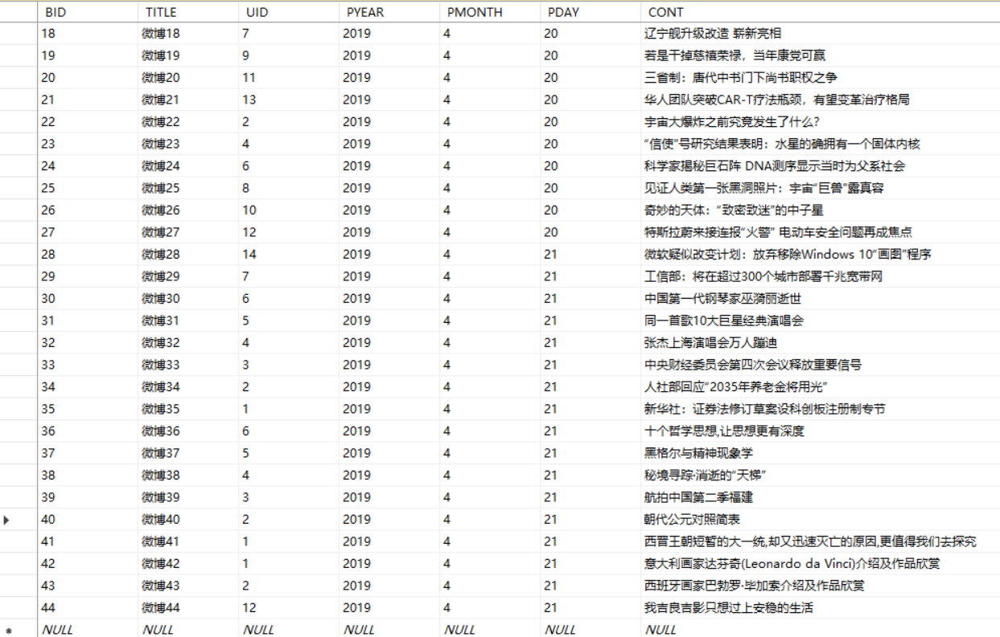 BID TITLE UID PYEAR PMONTH PDAY CONT
18 微博18 7 2019 4 20 辽宁舰升级改造 崭新亮相
19 微博19 9 2019 4 20 若是干掉慈禧荣禄，当年康党可赢
20 微博20 11 2019 4 20 三省制：唐代中书门下尚书职权之争
21 微博21 13 2019 4 20 华人团队突破CAR-T疗法瓶颈，有望变革治疗格局
22 微博22 2 2019 4 20 宇宙大爆炸之前究竟发生了什么？
23 微博23 4 2019 4 20 “信使”号研究结果表明：水星的确拥有一个固体内核
24 微博24 6 2019 4 20 科学家揭秘巨石阵 DNA测序显示当时为父系社会
25 微博25 8 2019 4 20 见证人类第一张黑洞照片：宇宙“巨兽”露真容
26 微博26 10 2019 4 20 奇妙的天体：“致密致迷”的中子星
27 微博27 12 2019 4 20 特斯拉蔚来接连报“火警” 电动车安全问题再成焦点
28 微博28 14 2019 4 21 微软疑似改变计划：放弃移除Windows 10“画图”程序
29 微博29 7 2019 4 21 工信部：将在超过300个城市部署千兆宽带网
30 微博30 6 2019 4 21 中国第一代钢琴家巫漪丽逝世
31 微博31 5 2019 4 21 同一首歌10大巨星经典演唱会
32 微博32 4 2019 4 21 张杰上海演唱会万人蹦迪
33 微博33 3 2019 4 21 中央财经委员会第四次会议释放重要信号
34 微博34 2 2019 4 21 人社部回应“2035年养老金将用光”
35 微博35 1 2019 4 21 新华社：证券法修订草案设科创板注册制专节
36 微博36 6 2019 4 21 十个哲学思想,让思想更有深度
37 微博37 5 2019 4 21 黑格尔与精神现象学
38 微博38 4 2019 4 21 秘境寻踪·消逝的“天梯”
39 微博39 3 2019 4 21 航拍中国第二季福建
40 微博40 2 2019 4 21 朝代公元对照简表
41 微博41 1 2019 4 21 西晋王朝短暂的大一统,却又迅速灭亡的原因,更值得我们去探究
42 微博42 1 2019 4 21 意大利画家达芬奇(Leonardo da Vinci)介绍及作品欣赏
43 微博43 2 2019 4 21 西班牙画家巴勃罗·毕加索介绍及作品欣赏
44 微博44 12 2019 4 21 我吉良吉影只想过上安稳的生活
NULL NULL NULL NULL NULL NULL NULL